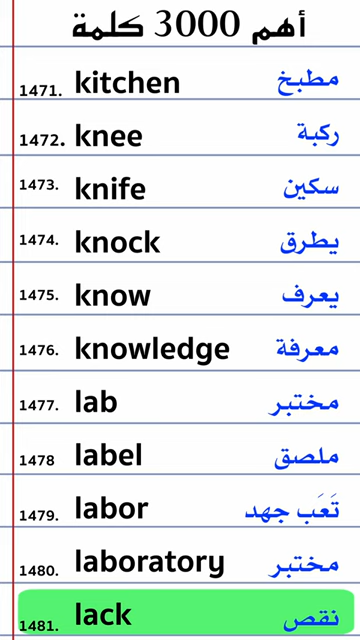 أهم 3000 كلمة
1471. kitchen مطبخ
1472. knee ركبة
1473. knife سكين
1474. knock يطرق
1475. know يعرف
1476. knowledge معرفة
1477. lab مختبر
1478 label ملصق
1479. labor تَعَب جهد
1480. laboratory مختبر
1481. lack نقص